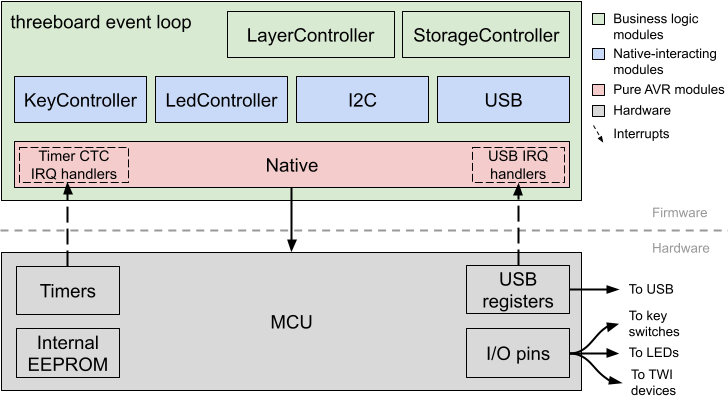 threeboard event loop
LayerController
StorageController
KeyController
LedController
I2C
USB
Timer CTC
IRQ handlers
Native
USB IRQ
handlers
Business logic
modules
Native-interacting
modules
Pure AVR modules
Hardware
Interrupts
Firmware
Hardware
Timers
Internal
EEPROM
MCU
USB
registers
I/O pins
To USB
To key
switches
To LEDs
To TWI
devices